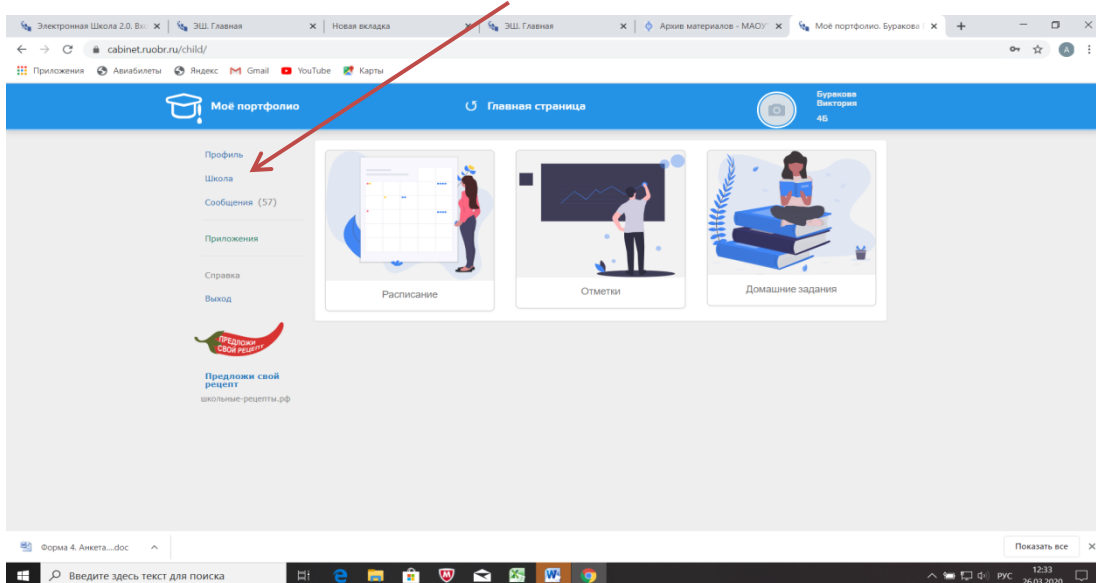 Электронная Школа 2.0. Вхо
ЭШ. Главная
Новая вкладка
ЭШ. Главная
Архив материалов - МАОУ
Моё портфолио. Буракова
cabinet.ruobr.ru/child/
A
Приложения
Авиабилеты
Яндекс
Gmail
YouTube
Карты
Моё портфолио
Главная страница
Буракова
Виктория
4Б
Профиль
Школа
Сообщения (57)
Приложения
Справка
Выход
Расписание
Отметки
Домашние задания
ПРЕДЛОЖИ
СВОЙ РЕЦЕПТ
Предложи свой
рецепт
школьные-рецепты.рф
Форма 4. Анкета....doc
Показать все
Введите здесь текст для поиска
РУС
12:33
26.03.2020